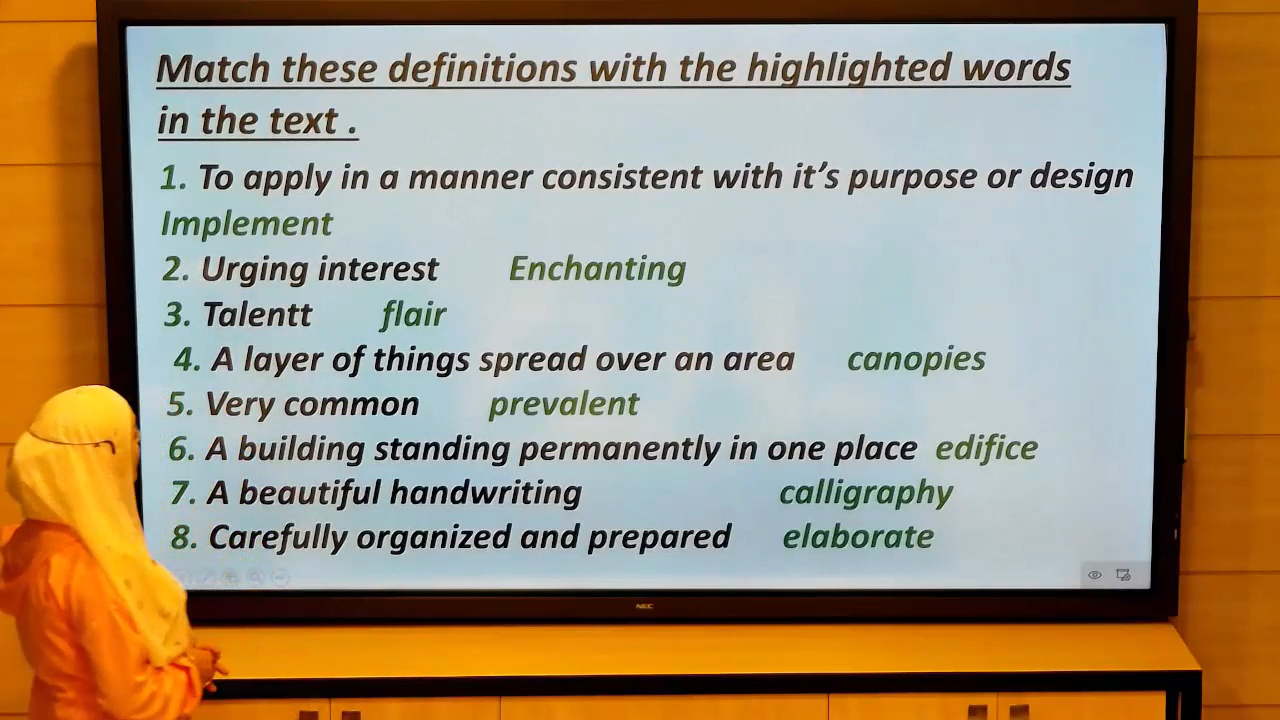 Match these definitions with the highlighted words
in the text .
1. To apply in a manner consistent with it’s purpose or design
Implement
2. Urging interest Enchanting
3. Talentt flair
4. A layer of things spread over an area canopies
5. Very common prevalent
6. A building standing permanently in one place edifice
7. A beautiful handwriting calligraphy
8. Carefully organized and prepared elaborate
NEC